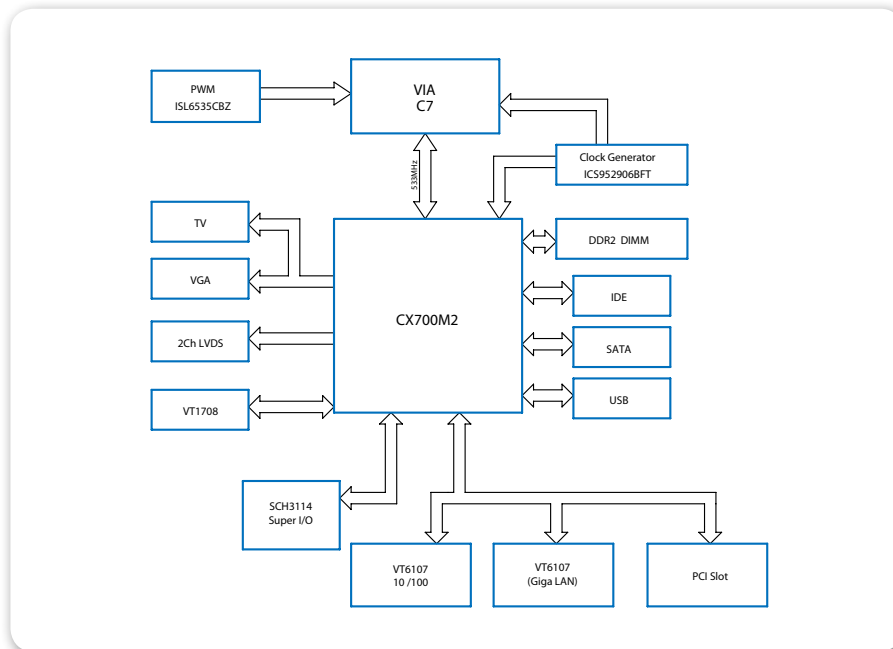 PWM
ISL6535CBZ
VIA
C7
Clock Generator
ICS952906BFT
533MHz
TV
DDR2 DIMM
VGA
IDE
CX700M2
2Ch LVDS
SATA
VT1708
USB
SCH3114
Super I/O
VT6107
10 /100
VT6107
(Giga LAN)
PCI Slot